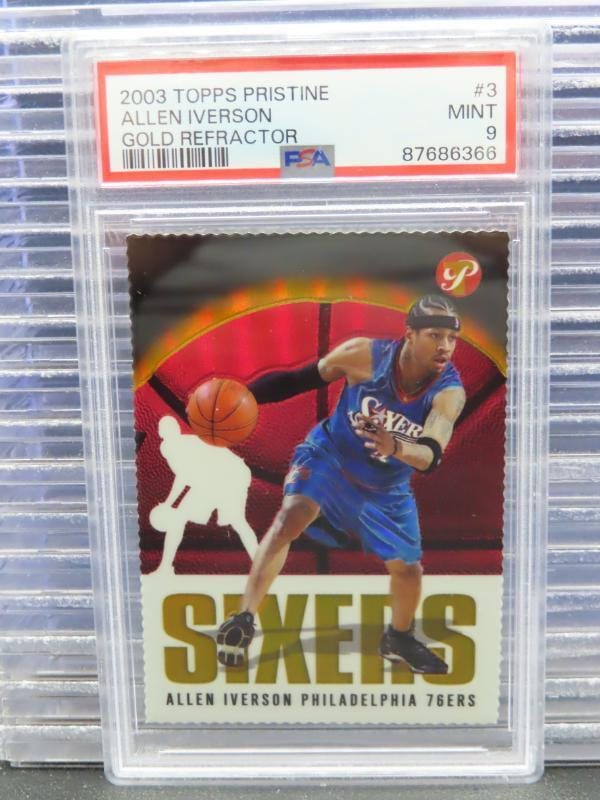 2003 TOPPS PRISTINE #3
ALLEN IVERSON MINT
GOLD REFRACTOR 9
PSA 87686366
P
SIXERS
SIXERS
ALLEN IVERSON PHILADELPHIA 76ERS